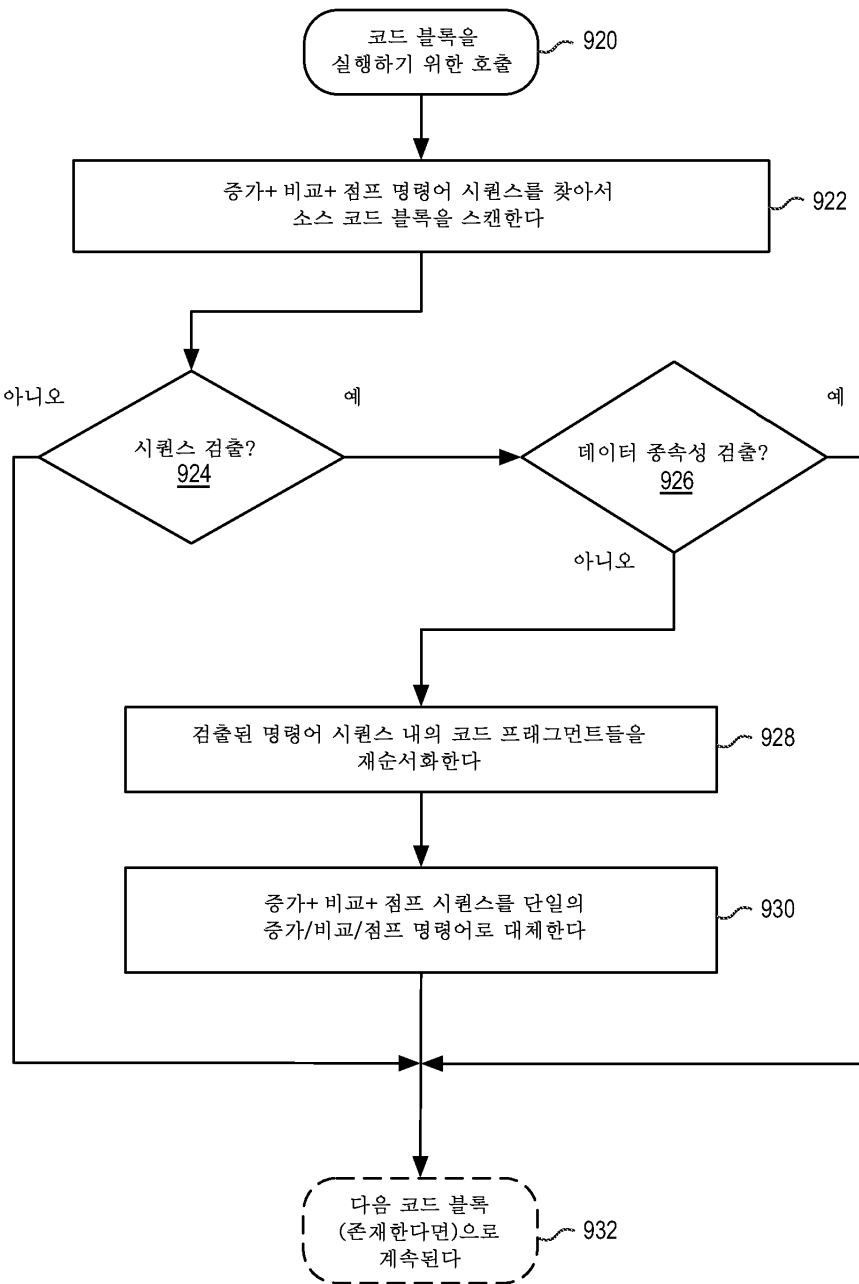 코드 블록을
실행하기 위한 호출
920
증가+ 비교+ 점프 명령어 시퀀스를 찾아서
소스 코드 블록을 스캔한다
922
아니오
예
예
시퀀스 검출?
924
데이터 종속성 검출?
926
아니오
검출된 명령어 시퀀스 내의 코드 프래그먼트들을
재순서화한다
928
증가+ 비교+ 점프 시퀀스를 단일의
증가/비교/점프 명령어로 대체한다
930
다음 코드 블록
(존재한다면)으로
계속된다
932